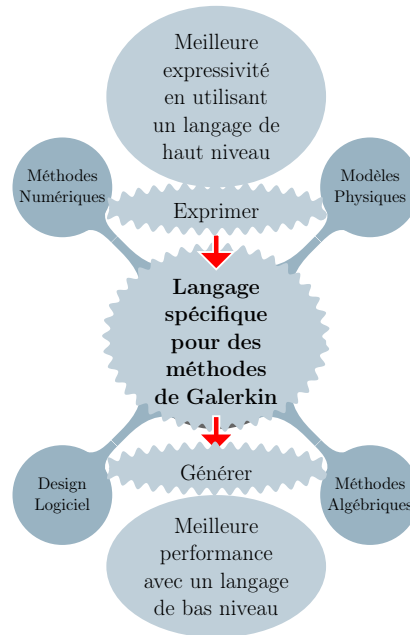 Meilleure
expressivité
en utilisant
un langage de
haut niveau
Méthodes
Numériques
Modèles
Physiques
Exprimer
Langage
spécifique
pour des
méthodes
de Galerkin
Générer
Design
Logiciel
Méthodes
Algébriques
Meilleure
performance
avec un langage
de bas niveau